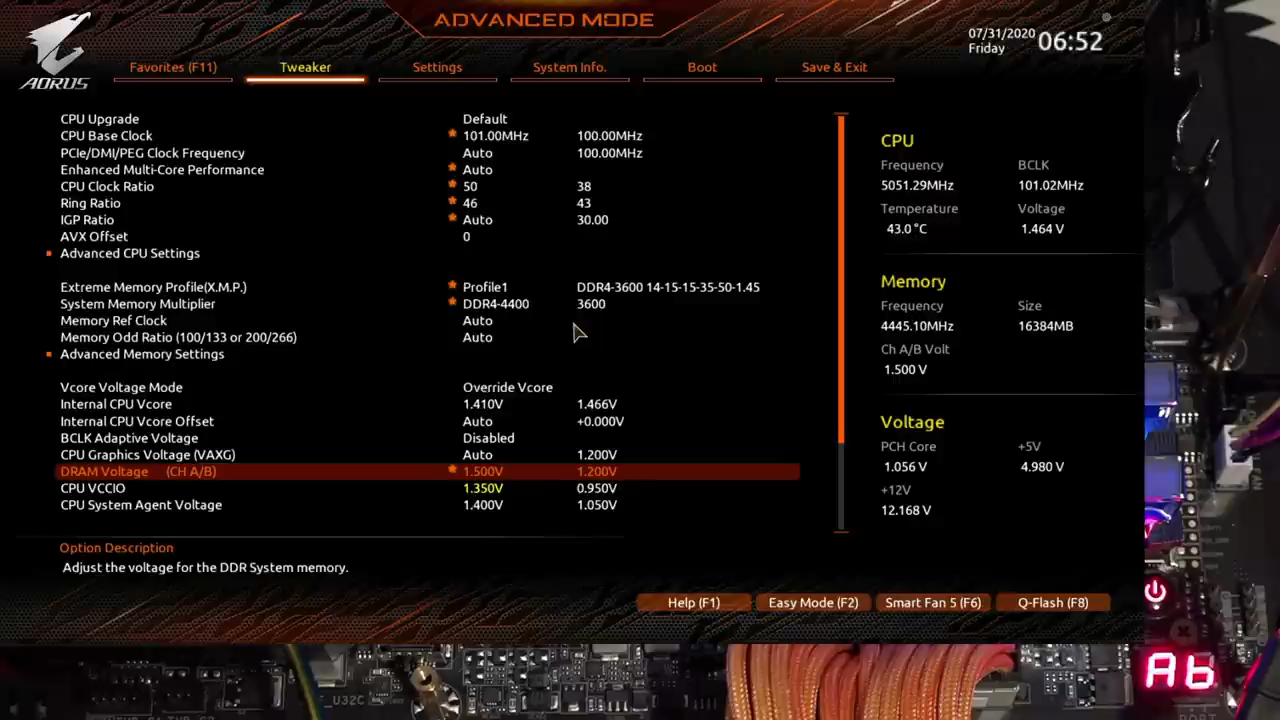 ADVANCED MODE
07/31/2020
Friday
06:52
AORUS
Favorites (F11)
Tweaker
Settings
System Info.
Boot
Save & Exit
CPU Upgrade Default
CPU Base Clock * 101.00MHz 100.00MHz
PCIe/DMI/PEG Clock Frequency Auto 100.00MHz
Enhanced Multi-Core Performance * Auto
CPU Clock Ratio * 50 38
Ring Ratio * 46 43
IGP Ratio * Auto 30.00
AVX Offset 0
Advanced CPU Settings
Extreme Memory Profile(X.M.P.) * Profile1 DDR4-3600 14-15-15-35-50-1.45
System Memory Multiplier * DDR4-4400 3600
Memory Ref Clock Auto
Memory Odd Ratio (100/133 or 200/266) Auto
Advanced Memory Settings
Vcore Voltage Mode Override Vcore
Internal CPU Vcore 1.410V 1.466V
Internal CPU Vcore Offset Auto +0.000V
BCLK Adaptive Voltage Disabled
CPU Graphics Voltage (VAXG) Auto 1.200V
DRAM Voltage (CH A/B) * 1.500V 1.200V
CPU VCCIO 1.350V 0.950V
CPU System Agent Voltage 1.400V 1.050V
CPU
Frequency BCLK
5051.29MHz 101.02MHz
Temperature Voltage
43.0 °C 1.464 V
Memory
Frequency Size
4445.10MHz 16384MB
Ch A/B Volt
1.500 V
Voltage
PCH Core +5V
1.056 V 4.980 V
+12V
12.168 V
Option Description
Adjust the voltage for the DDR System memory.
Help (F1)
Easy Mode (F2)
Smart Fan 5 (F6)
Q-Flash (F8)
Ab
_U32C